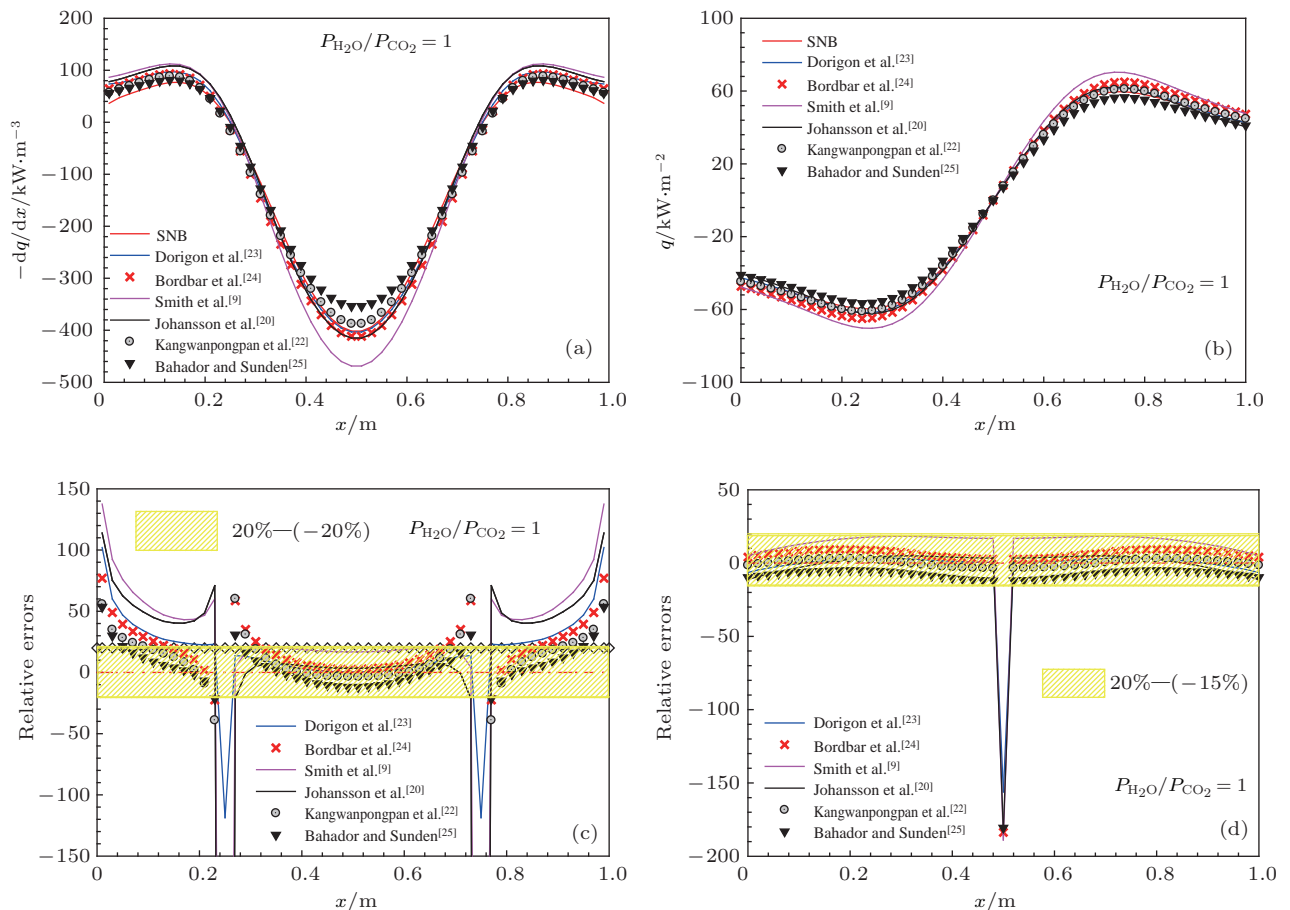 200
100
0
−100
−200
−300
−400
−500
−dq/dx/kW·m−3
PH2O/PCO2 = 1
SNB
Dorigon et al.[23]
Bordbar et al.[24]
Smith et al.[9]
Johansson et al.[20]
Kangwanpongpan et al.[22]
Bahador and Sunden[25]
(a)
0 0.2 0.4 0.6 0.8 1.0
x/m
100
60
20
−20
−60
−100
q/kW·m−2
SNB
Dorigon et al.[23]
Bordbar et al.[24]
Smith et al.[9]
Johansson et al.[20]
Kangwanpongpan et al.[22]
Bahador and Sunden[25]
PH2O/PCO2 = 1
(b)
0 0.2 0.4 0.6 0.8 1.0
x/m
150
100
50
0
−50
−100
−150
Relative errors
20%—(−20%)
PH2O/PCO2 = 1
Dorigon et al.[23]
Bordbar et al.[24]
Smith et al.[9]
Johansson et al.[20]
Kangwanpongpan et al.[22]
Bahador and Sunden[25]
(c)
0 0.2 0.4 0.6 0.8 1.0
x/m
50
0
−50
−100
−150
−200
Relative errors
20%—(−15%)
Dorigon et al.[23]
Bordbar et al.[24]
Smith et al.[9]
Johansson et al.[20]
Kangwanpongpan et al.[22]
Bahador and Sunden[25]
PH2O/PCO2 = 1
(d)
0 0.2 0.4 0.6 0.8 1.0
x/m